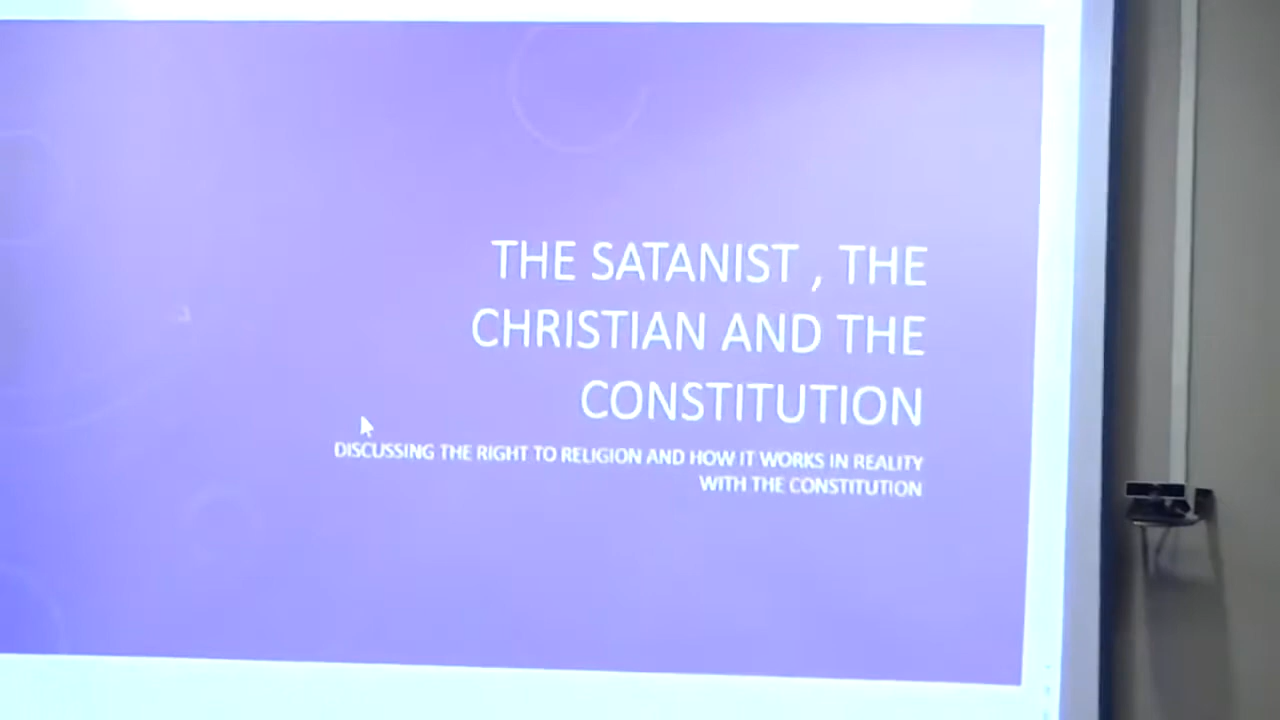 THE SATANIST , THE
CHRISTIAN AND THE
CONSTITUTION
DISCUSSING THE RIGHT TO RELIGION AND HOW IT WORKS IN REALITY
WITH THE CONSTITUTION